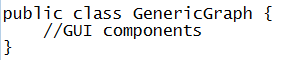 public class GenericGraph {
    //GUI components
}